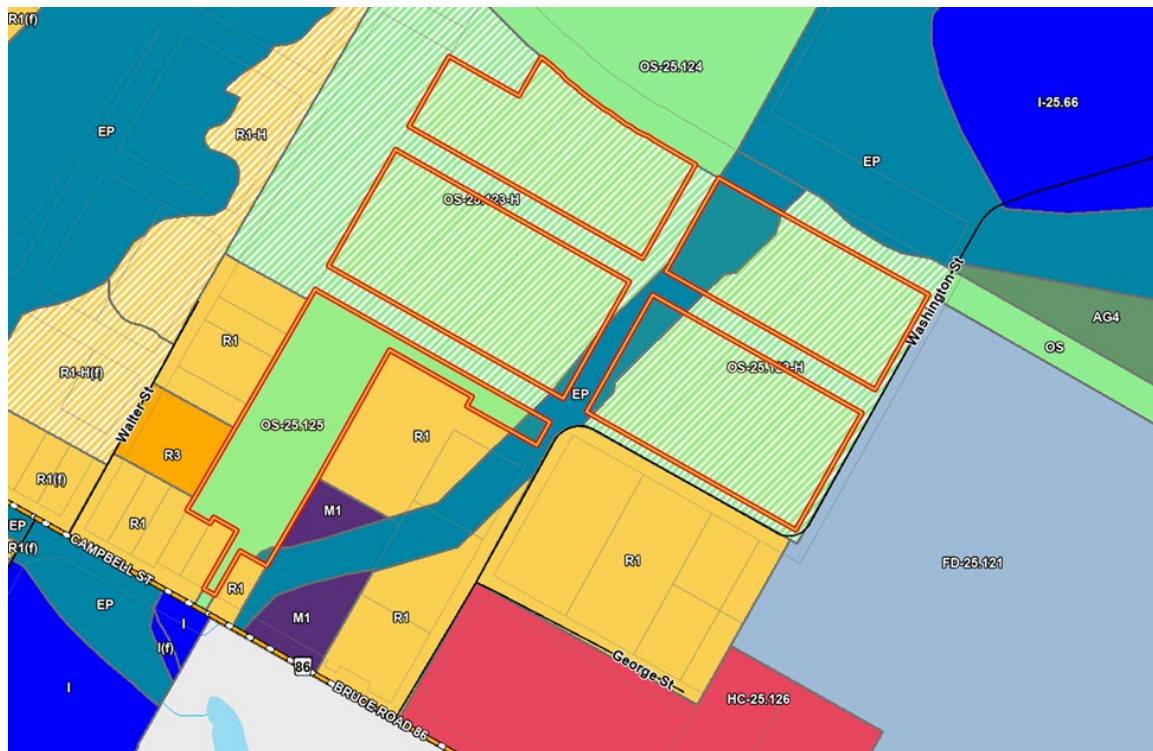 R1(f)
OS-25.124
I-25.66
EP
R1-H
EP
OS-25.123-H
Washington St
AG4
OS
R1
OS-25.123-H
R1-H(f)
Walter St
EP
OS-25.125
R1
R3
R1(f)
M1
R1
EP
R1(f)
CAMPBELL ST
R1
FD-25.121
EP
R1
I
M1
R1
I(f)
George St
86
I
BRUCE ROAD 86
HC-25.126